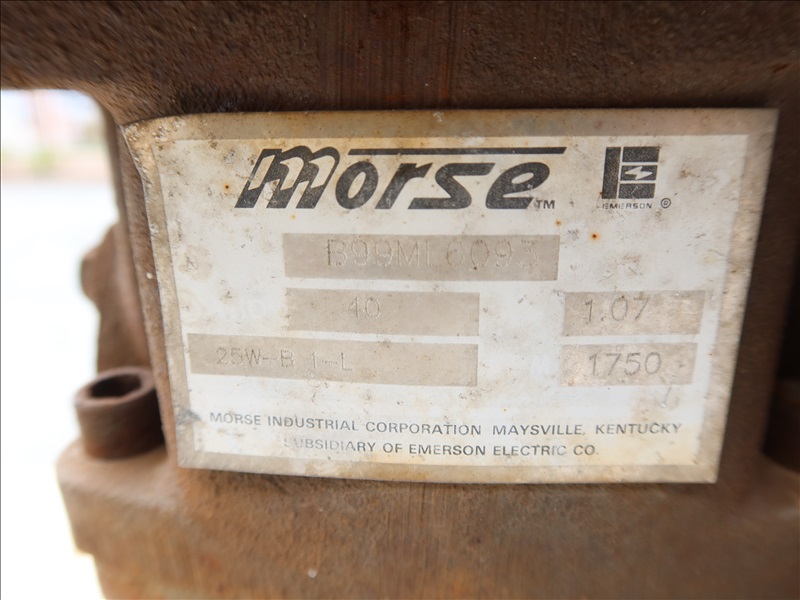 morse TM
EMERSON ®
B99ML6093
40 1.07
25W-B 1-L 1750
MORSE INDUSTRIAL CORPORATION MAYSVILLE, KENTUCKY
SUBSIDIARY OF EMERSON ELECTRIC CO.